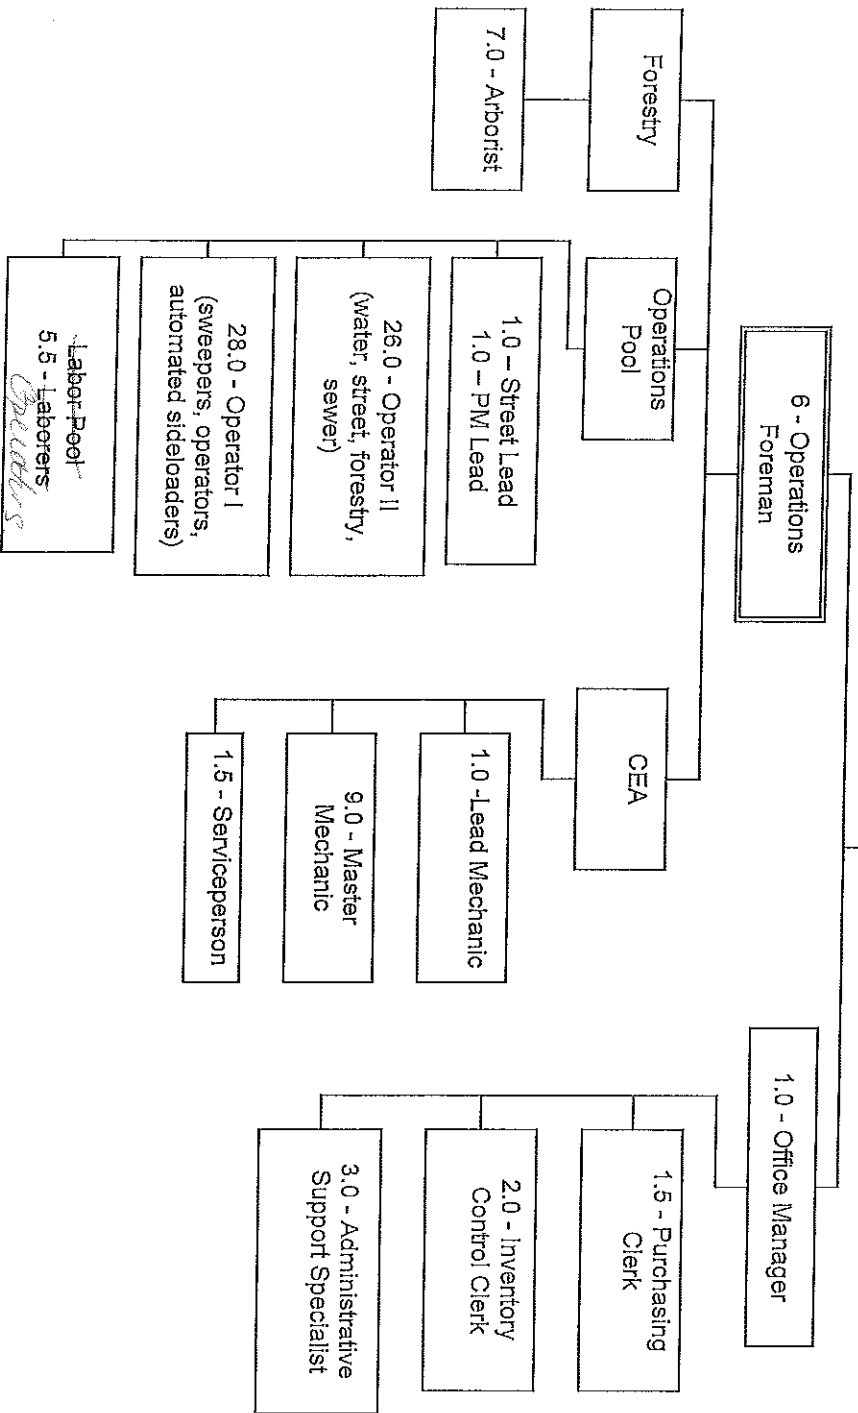 6 - Operations
Foreman
1.0 - Office Manager
Forestry
7.0 - Arborist
Operations
Pool
1.0 – Street Lead
1.0 – PM Lead
26.0 - Operator II
(water, street, forestry,
sewer)
28.0 - Operator I
(sweepers, operators,
automated sideloaders)
Labor Pool
5.5 - Laborers
Operators
CEA
1.0 -Lead Mechanic
9.0 - Master
Mechanic
1.5 - Serviceperson
1.5 - Purchasing
Clerk
2.0 - Inventory
Control Clerk
3.0 - Administrative
Support Specialist